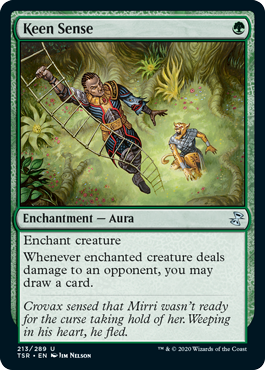 Keen Sense
Enchantment — Aura
Enchant creature
Whenever enchanted creature deals
damage to an opponent, you may
draw a card.
Crovax sensed that Mirri wasn't ready
for the curse taking hold of her. Weeping
in his heart, he fled.
213/289 U
TSR • EN Jim Nelson
™ & © 2020 Wizards of the Coast